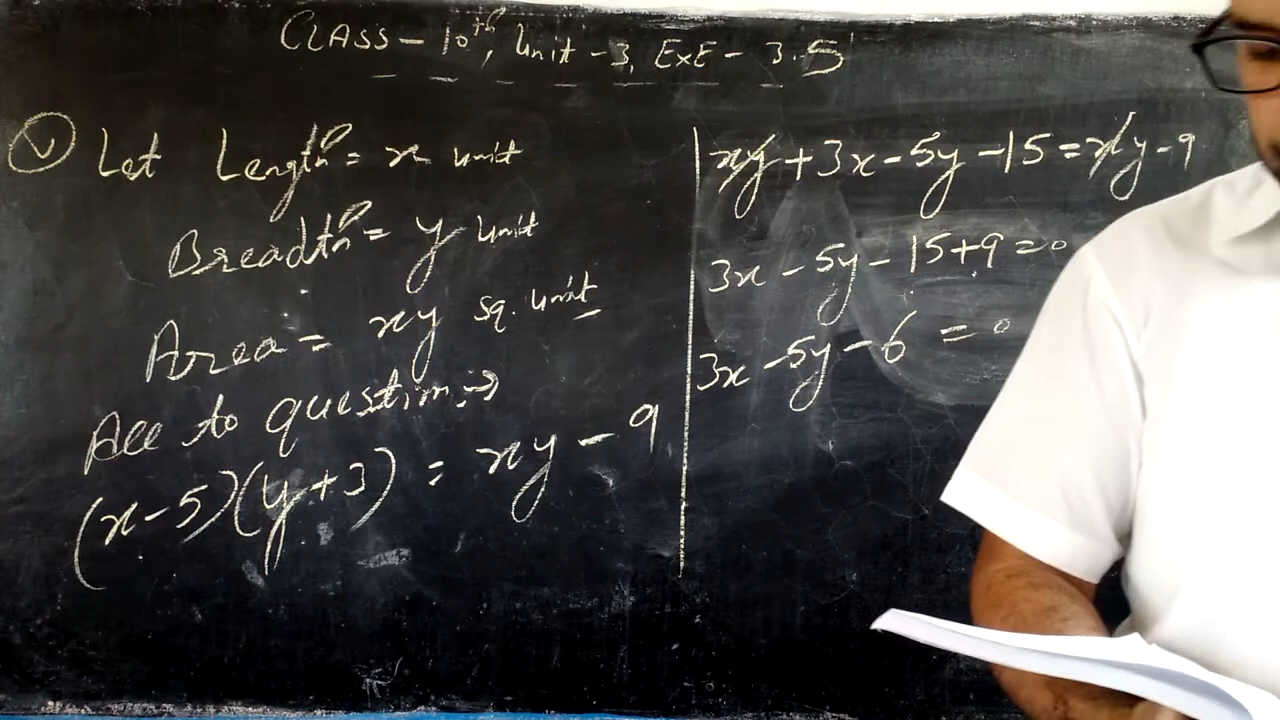 CLASS - 10th, Unit - 3, ExE - 3.5
(v) Let Length = x unit
Breadth = y unit
Area = xy sq. unit
Acc to question →
(x-5)(y+3) = xy - 9
xy + 3x - 5y - 15 = xy - 9
3x - 5y - 15 + 9 = 0
3x - 5y - 6 = 0